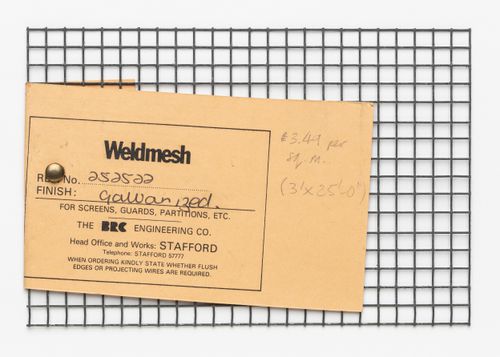 Weldmesh
REF No. 252522
FINISH: Galvanized.
FOR SCREENS, GUARDS, PARTITIONS, ETC.
THE BRC ENGINEERING CO.
Head Office and Works: STAFFORD
Telephone: STAFFORD 57777
WHEN ORDERING KINDLY STATE WHETHER FLUSH
EDGES OR PROJECTING WIRES ARE REQUIRED.
£3.41 per
sq. m.
(3'x25'-0")